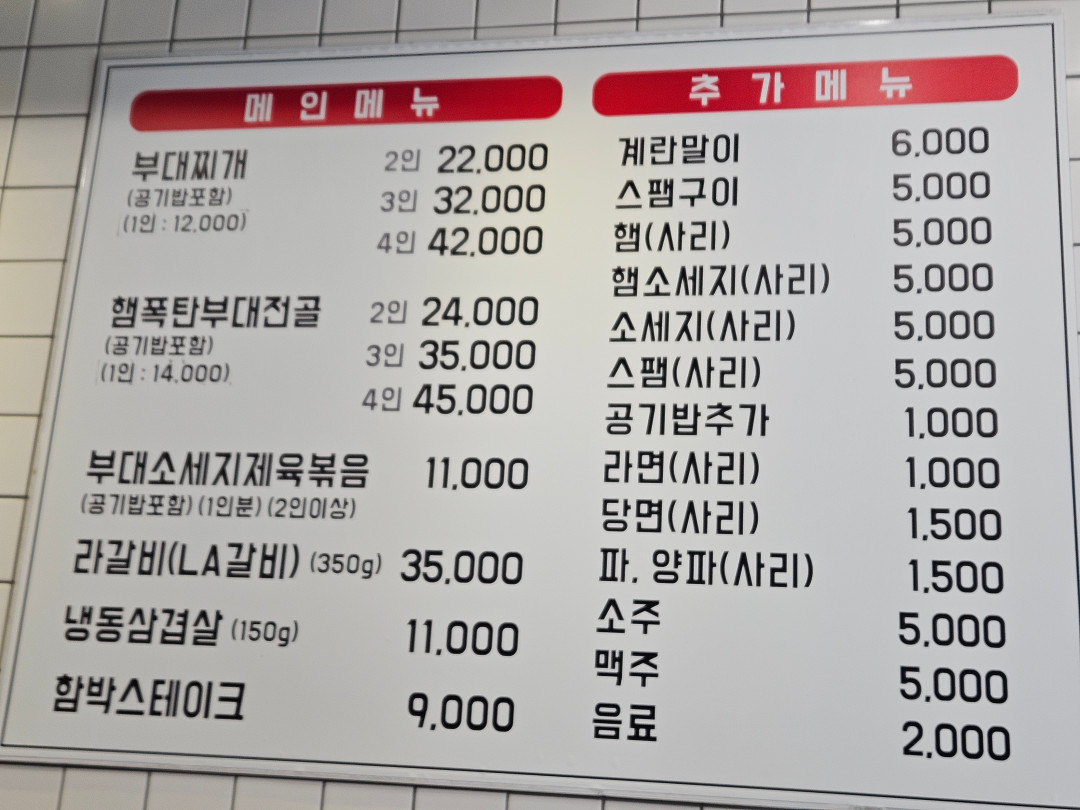 메인메뉴
부대찌개 2인 22,000
(공기밥포함) 3인 32,000
(1인 : 12,000) 4인 42,000
햄폭탄부대전골 2인 24,000
(공기밥포함) 3인 35,000
(1인 : 14,000) 4인 45,000
부대소세지제육볶음 11,000
(공기밥포함) (1인분) (2인이상)
라갈비(LA갈비) (350g) 35,000
냉동삼겹살 (150g) 11,000
함박스테이크 9,000
추가메뉴
계란말이 6,000
스팸구이 5,000
햄(사리) 5,000
햄소세지(사리) 5,000
소세지(사리) 5,000
스팸(사리) 5,000
공기밥추가 1,000
라면(사리) 1,000
당면(사리) 1,500
파, 양파(사리) 1,500
소주 5,000
맥주 5,000
음료 2,000